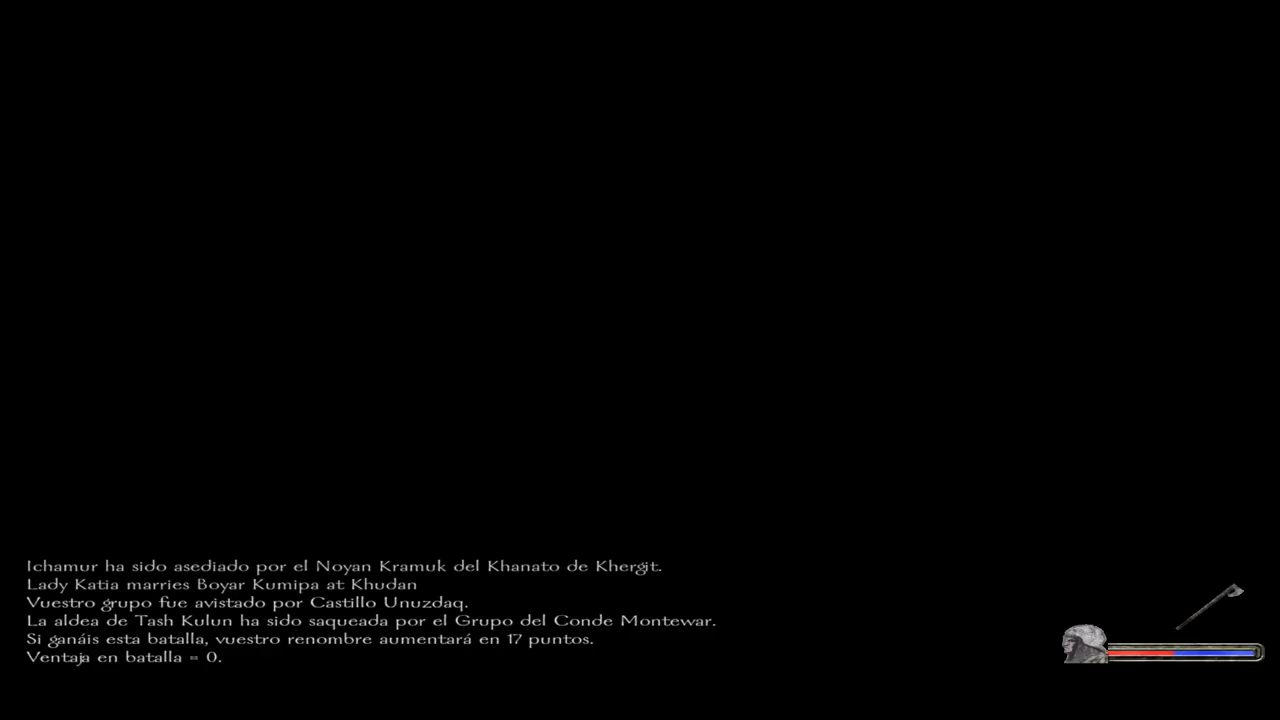 Ichamur ha sido asediado por el Noyan Kramuk del Khanato de Khergit.
Lady Katia marries Boyar Kumipa at Khudan
Vuestro grupo fue avistado por Castillo Unuzdaq.
La aldea de Tash Kulun ha sido saqueada por el Grupo del Conde Montewar.
Si ganáis esta batalla, vuestro renombre aumentará en 17 puntos.
Ventaja en batalla = 0.